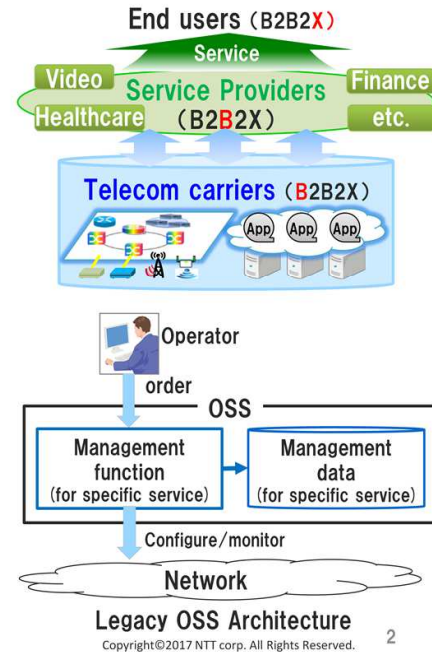 End users (B2B2X)
Service
Video
Finance
Service Providers
Healthcare
(B2B2X)
etc.
Telecom carriers (B2B2X)
App App App
Operator
order
OSS
Management function (for specific service)
Management data (for specific service)
Configure/monitor
Network
Legacy OSS Architecture
Copyright©2017 NTT corp. All Rights Reserved.
2